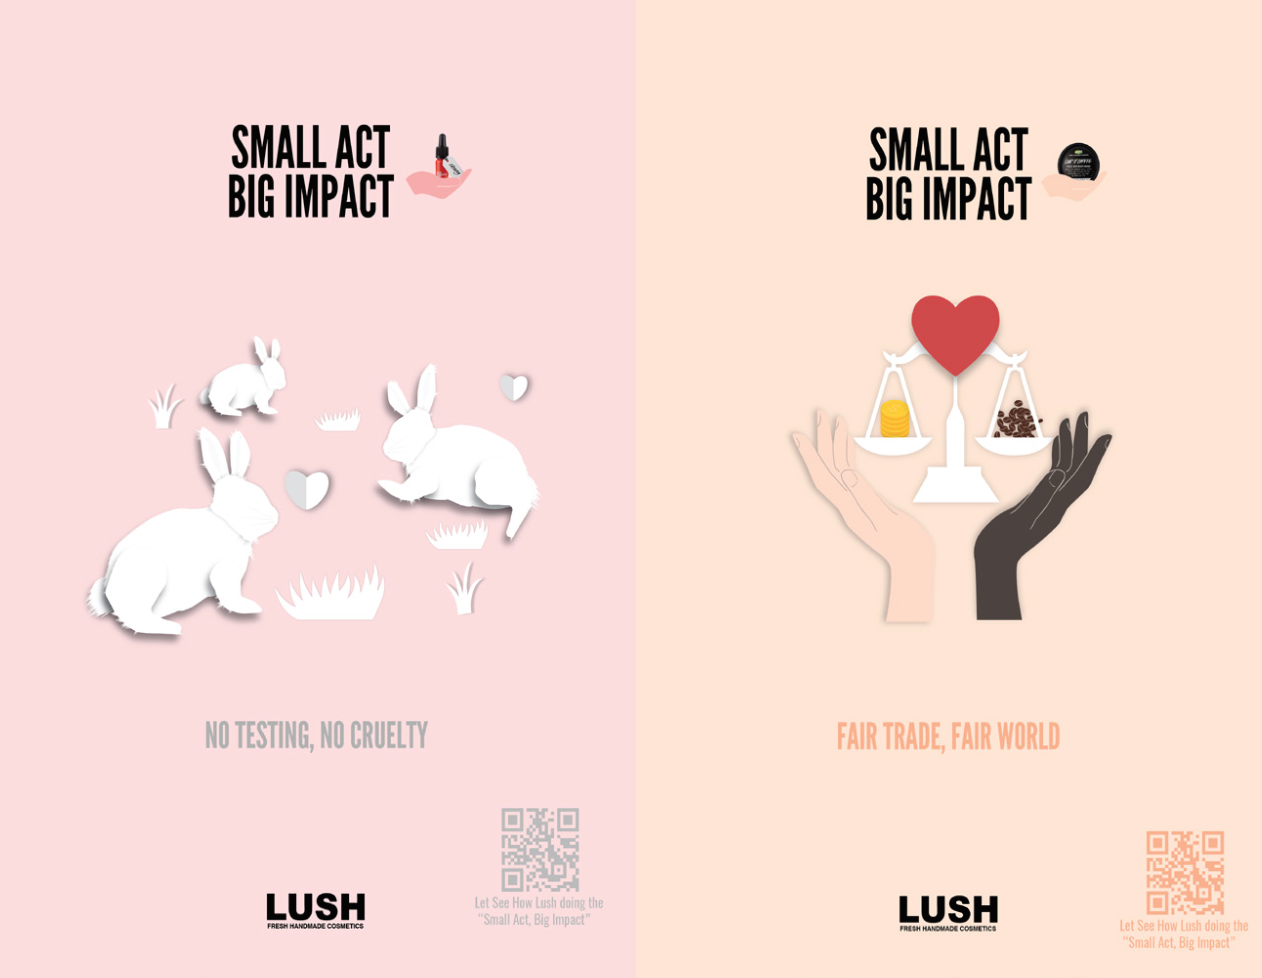 SMALL ACT
BIG IMPACT
NO TESTING, NO CRUELTY
Let See How Lush doing the
"Small Act, Big Impact"
LUSH
FRESH HANDMADE COSMETICS
SMALL ACT
BIG IMPACT
FAIR TRADE, FAIR WORLD
Let See How Lush doing the
"Small Act, Big Impact"
LUSH
FRESH HANDMADE COSMETICS